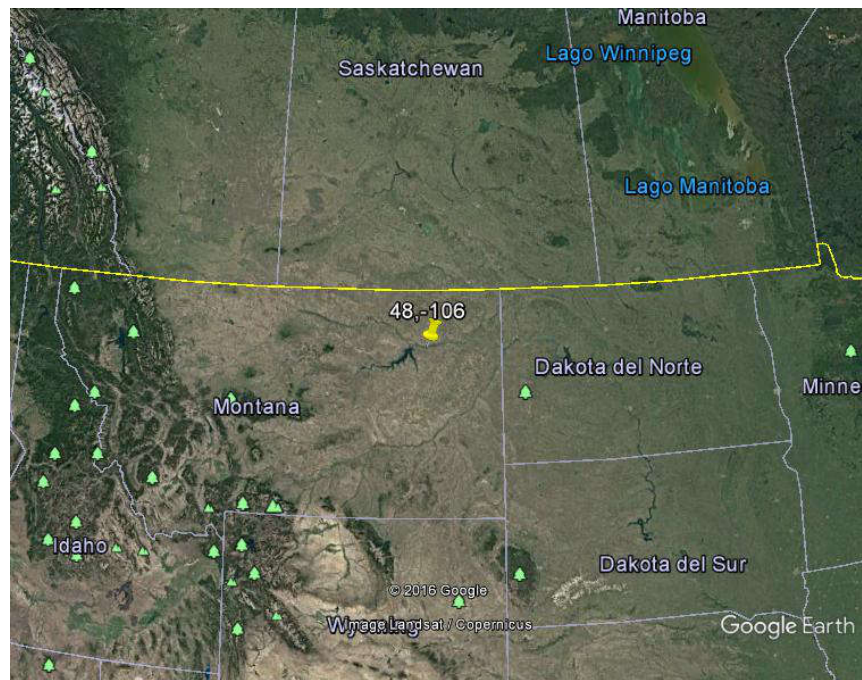 Manitoba
Saskatchewan
Lago Winnipeg
Lago Manitoba
48,-106
Dakota del Norte
Montana
Minne
Idaho
Dakota del Sur
© 2016 Google
Wyoming
Image Landsat / Copernicus
Google Earth